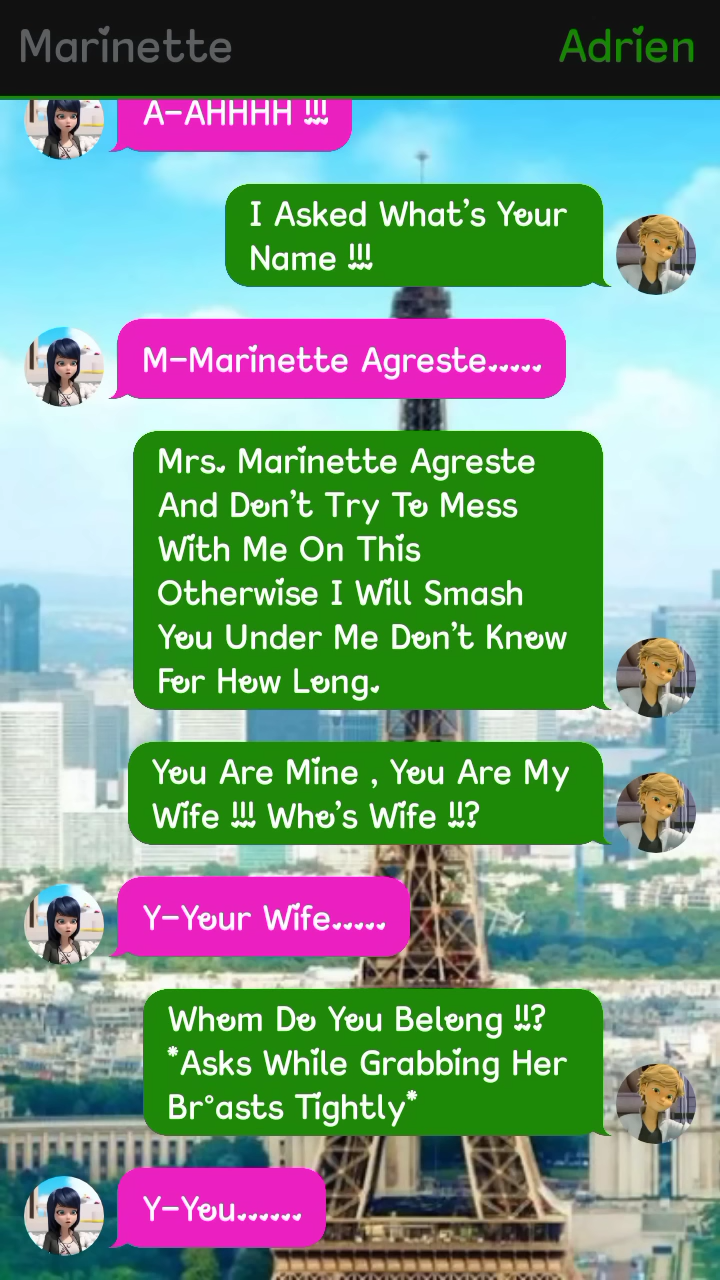 Marinette
Adrien
A-AHHHH !!!
I Asked What's Your
Name !!!
M-Marinette Agreste.....
Mrs. Marinette Agreste
And Don't Try To Mess
With Me On This
Otherwise I Will Smash
You Under Me Don't Know
For How Long.
You Are Mine , You Are My
Wife !!! Who's Wife !!?
Y-Your Wife.....
Whom Do You Belong !!?
*Asks While Grabbing Her
Br°asts Tightly*
Y-You......